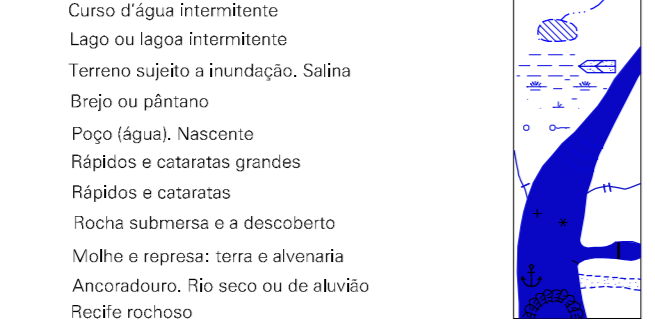 Curso d'água intermitente
Lago ou lagoa intermitente
Terreno sujeito a inundação. Salina
Brejo ou pântano
Poço (água). Nascente
Rápidos e cataratas grandes
Rápidos e cataratas
Rocha submersa e a descoberto
Molhe e represa: terra e alvenaria
Ancoradouro. Rio seco ou de aluvião
Recife rochoso